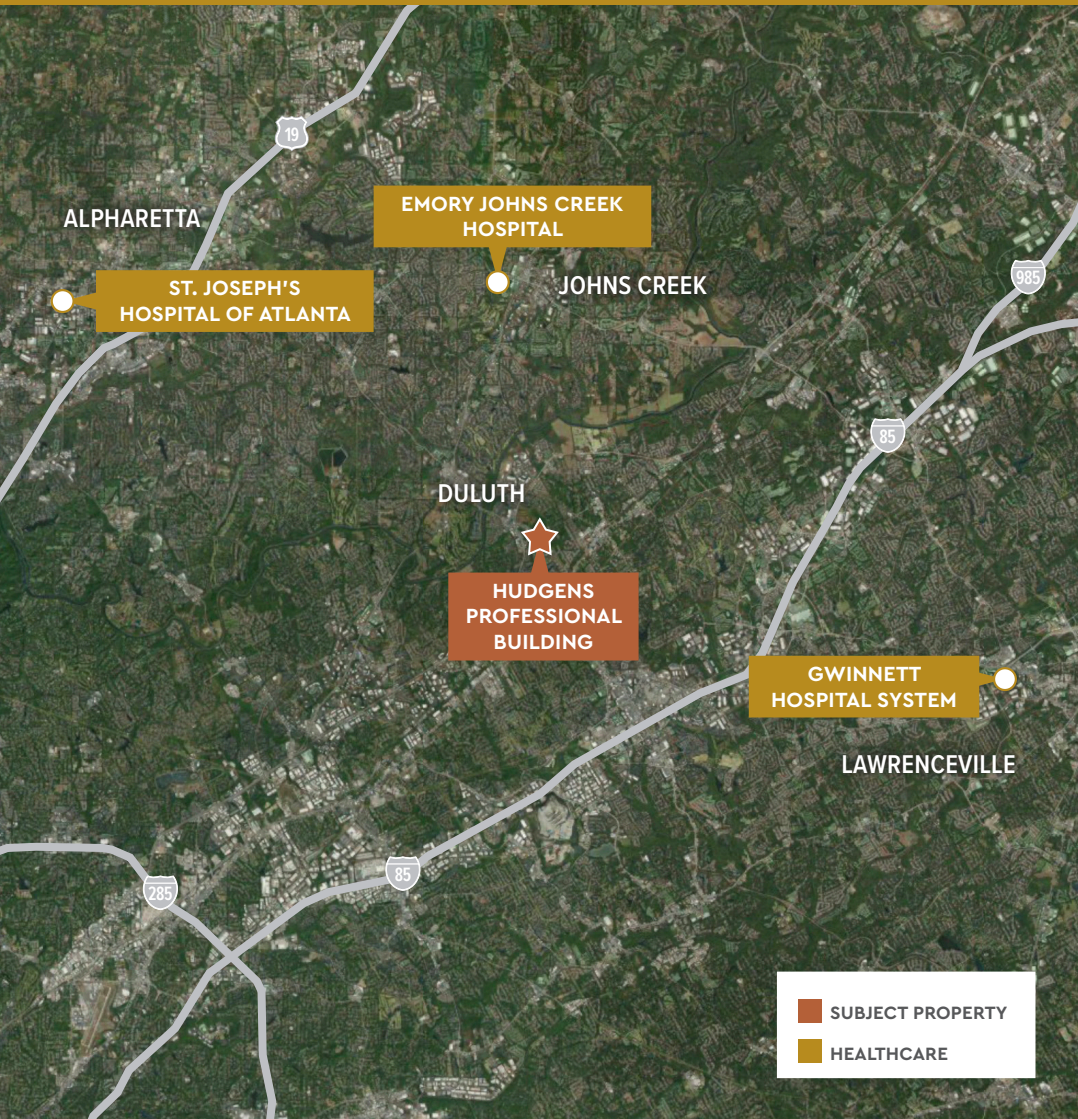 19
ALPHARETTA
EMORY JOHNS CREEK
HOSPITAL
985
ST. JOSEPH'S
HOSPITAL OF ATLANTA
JOHNS CREEK
85
DULUTH
HUDGENS
PROFESSIONAL
BUILDING
GWINNETT
HOSPITAL SYSTEM
LAWRENCEVILLE
85
285
SUBJECT PROPERTY
HEALTHCARE